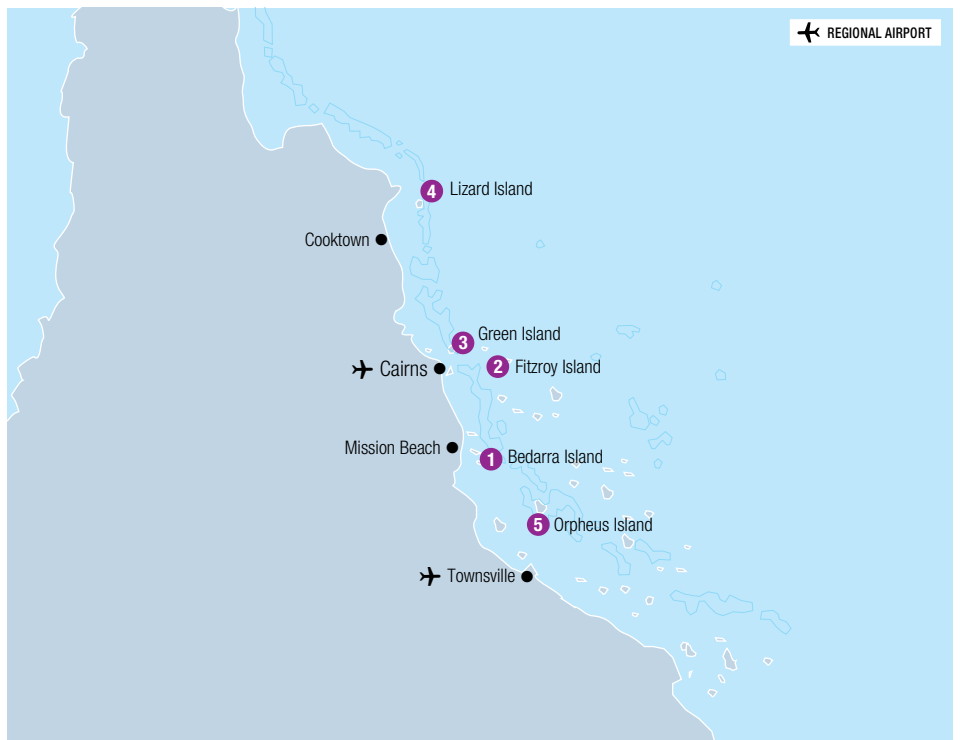 REGIONAL AIRPORT
4 Lizard Island
Cooktown
3 Green Island
2 Fitzroy Island
Cairns
Mission Beach
1 Bedarra Island
5 Orpheus Island
Townsville